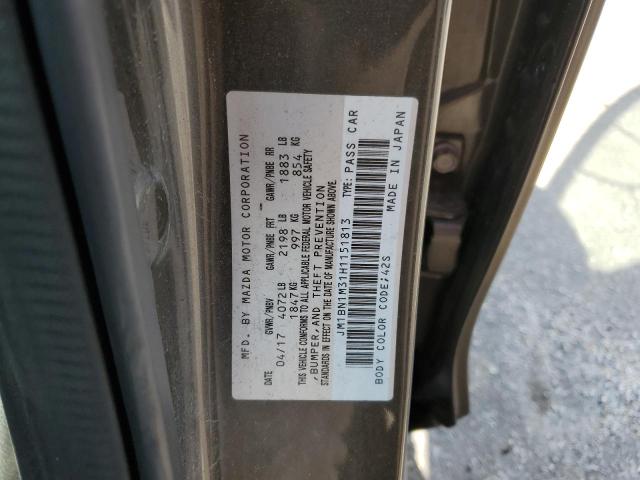 MFD. BY MAZDA MOTOR CORPORATION
DATE GVWR/PNBV GAWR/PNBE FRT GAWR/PNBE RR
04/17 4072 LB 2198 LB 1883 LB
1847 KG 997 KG 854 KG
THIS VEHICLE CONFORMS TO ALL APPLICABLE FEDERAL MOTOR VEHICLE SAFETY
,BUMPER,AND THEFT PREVENTION
STANDARDS IN EFFECT ON THE DATE OF MANUFACTURE SHOWN ABOVE.
JM1BN1M31H1151813 TYPE: PASS CAR
BODY COLOR CODE;42S MADE IN JAPAN